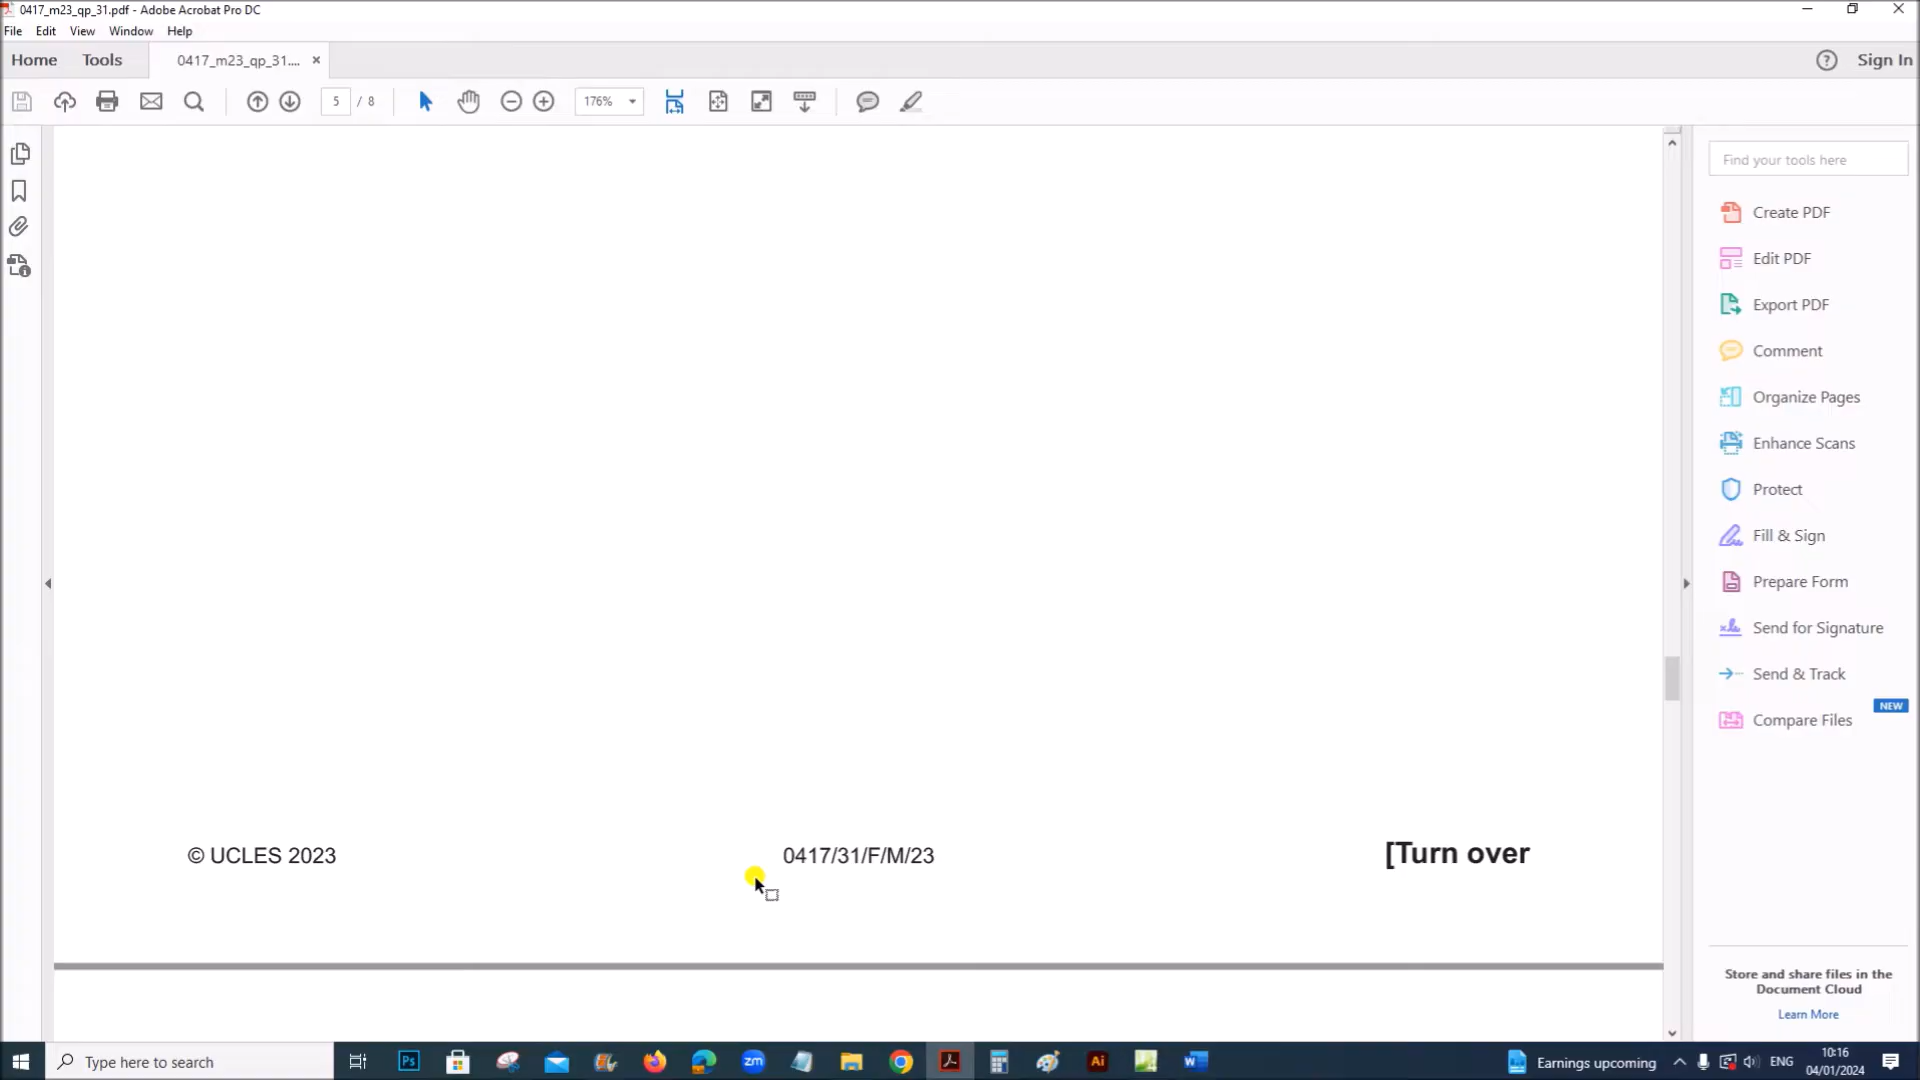 0417_m23_qp_31.pdf - Adobe Acrobat Pro DC
File Edit View Window Help
Home Tools 0417_m23_qp_31.... × Sign In
5 / 8 176%
Find your tools here
Create PDF
Edit PDF
Export PDF
Comment
Organize Pages
Enhance Scans
Protect
Fill & Sign
Prepare Form
Send for Signature
Send & Track
NEW
Compare Files
© UCLES 2023 0417/31/F/M/23 [Turn over
Store and share files in the
Document Cloud
Learn More
Type here to search Ps zm Ai W Earnings upcoming ENG
10:16
04/01/2024